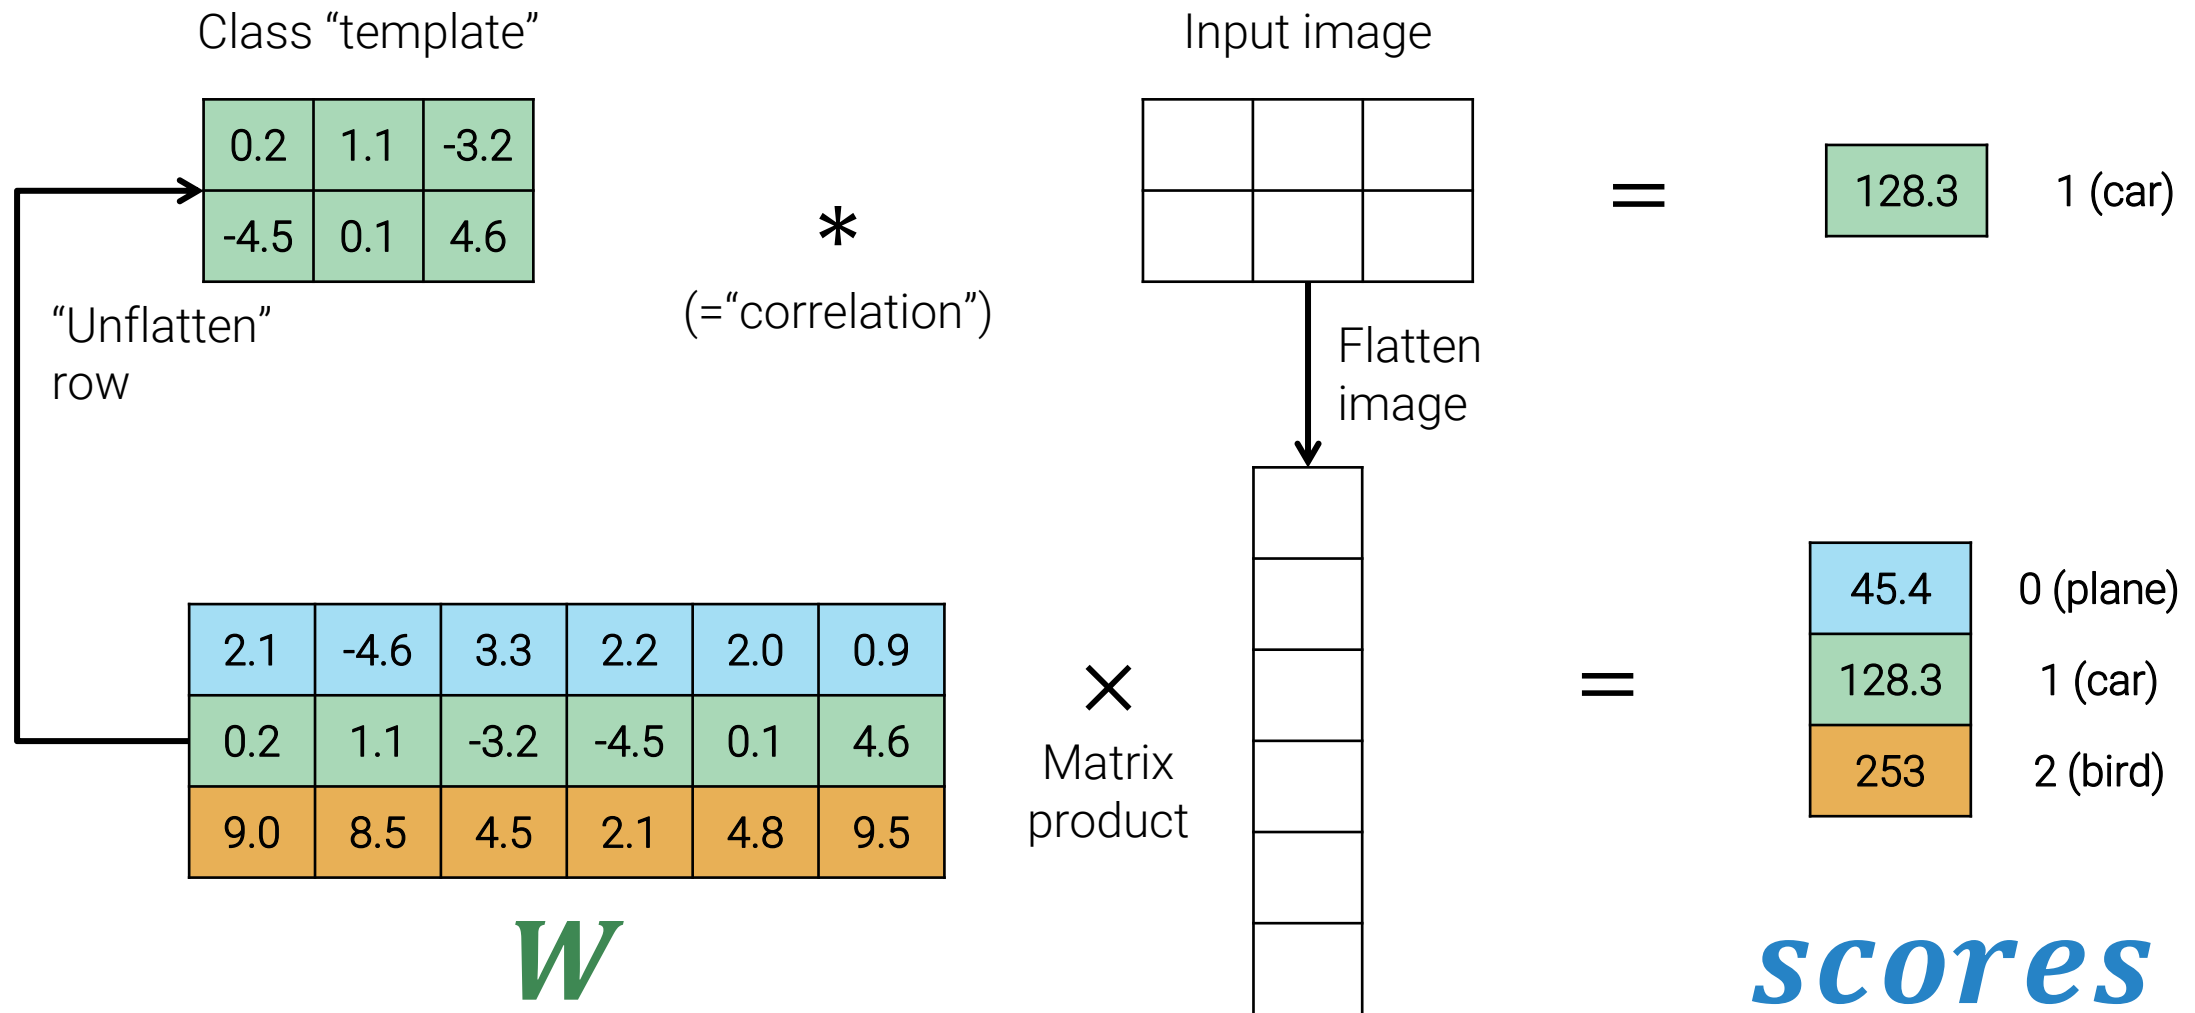 Class “template”
Input image
0.2 1.1 -3.2
-4.5 0.1 4.6
*
(=“correlation”)
=
128.3
1 (car)
“Unflatten”
row
Flatten
image
2.1 -4.6 3.3 2.2 2.0 0.9
0.2 1.1 -3.2 -4.5 0.1 4.6
9.0 8.5 4.5 2.1 4.8 9.5
W
×
Matrix
product
=
45.4 0 (plane)
128.3 1 (car)
253 2 (bird)
scores